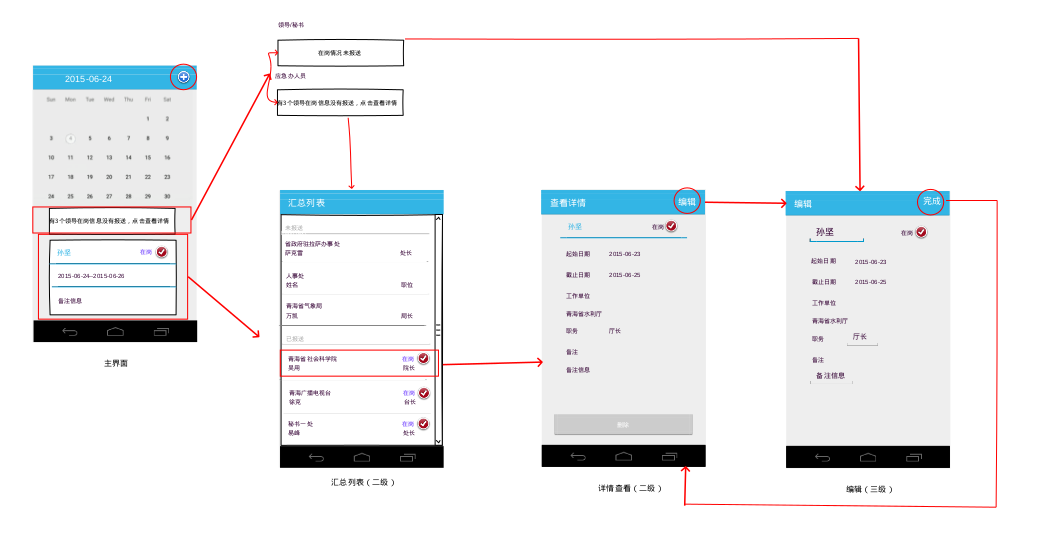 领导/秘书
在岗情况 未报送
应急 办人员
有3个领导在岗信息没有报送，点击查看详情
2015-06-24
Sun Mon Tue Wed Thu Fri Sat
1 2
3 4 5 6 7 8 9
10 11 12 13 14 15 16
17 18 19 20 21 22 23
24 25 26 27 28 29 30
有3个领导在岗信息没有报送，点击查看详情
孙坚 在岗
2015-06-24--2015-06-26
备注信息
主界面
汇总列表
未报送
省政府驻拉萨办事处
萨克雷 处长
人事处
姓名 职位
青海省气象局
万凯 局长
已报送
青海省社会科学院 在岗
吴用 院长
青海广播电视台 在岗
徐克 台长
秘书一处 在岗
易峰 处长
汇总列表（二级）
查看详情 编辑
孙坚 在岗
起始日期 2015-06-23
截止日期 2015-06-25
工作单位
青海省水利厅
职务 厅长
备注
备注信息
删除
详情查看（二级）
编辑 完成
孙坚 在岗
起始日期 2015-06-23
截止日期 2015-06-25
工作单位
青海省水利厅
职务 厅长
备注
备注信息
编辑（三级）